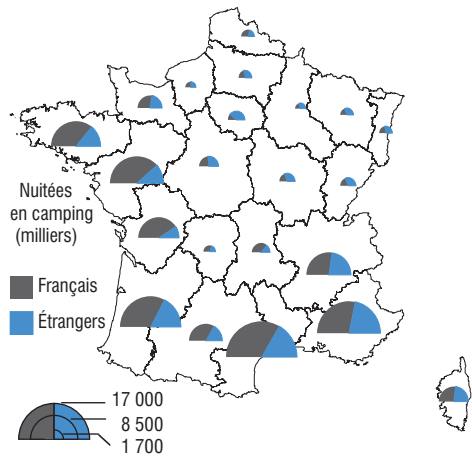 Nuitées
en camping
(milliers)
Français
Étrangers
17 000
8 500
1 700